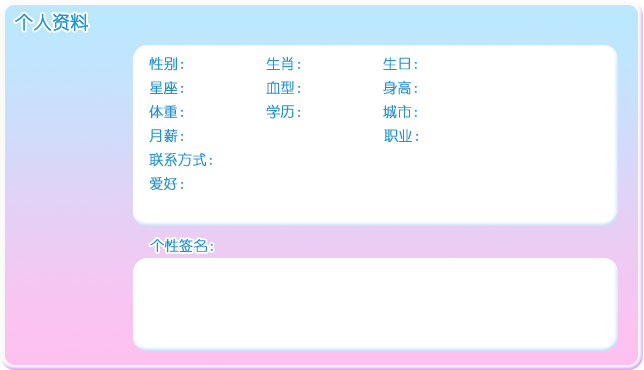 个人资料
性别: 生肖: 生日:
星座: 血型: 身高:
体重: 学历: 城市:
月薪: 职业:
联系方式:
爱好:
个性签名: